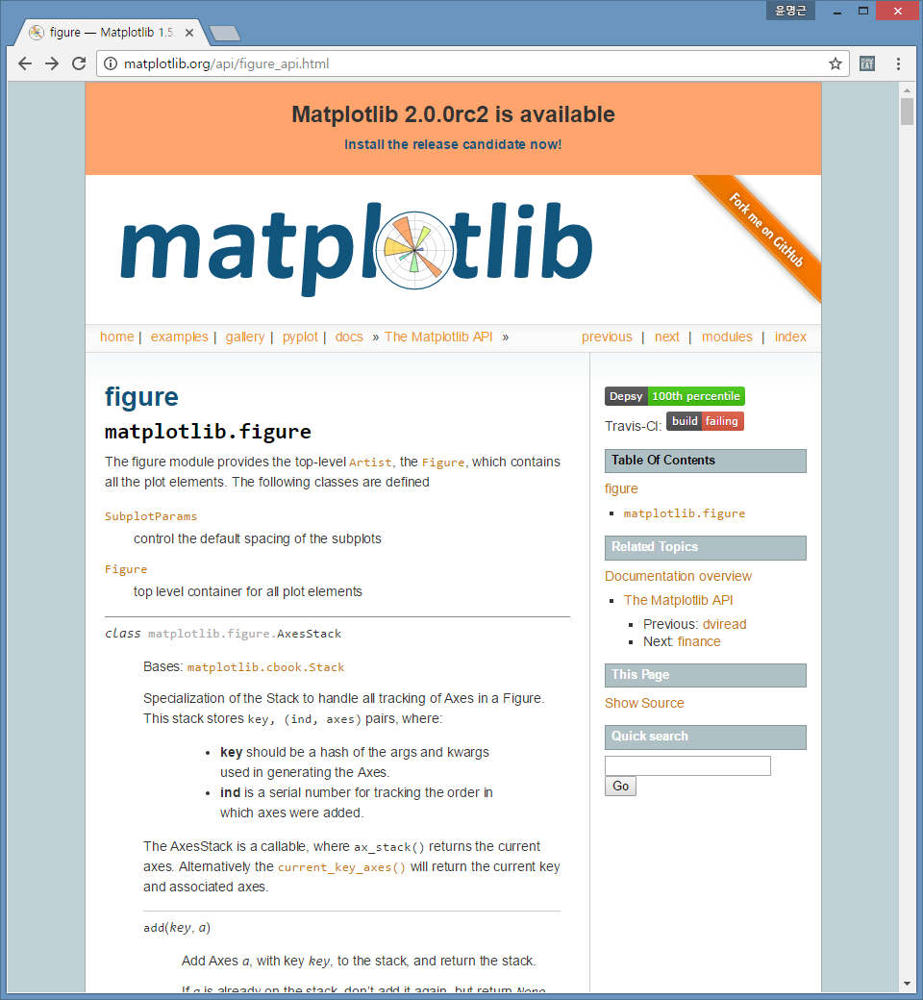 윤명근
figure — Matplotlib 1.5.
matplotlib.org/api/figure_api.html
EAT
Matplotlib 2.0.0rc2 is available
Install the release candidate now!
matplotlib
Fork me on GitHub
home | examples | gallery | pyplot | docs » The Matplotlib API » previous | next | modules | index
figure
matplotlib.figure
The figure module provides the top-level Artist, the Figure, which contains
all the plot elements. The following classes are defined
SubplotParams
control the default spacing of the subplots
Figure
top level container for all plot elements
class matplotlib.figure.AxesStack
Bases: matplotlib.cbook.Stack
Specialization of the Stack to handle all tracking of Axes in a Figure.
This stack stores key, (ind, axes) pairs, where:
• key should be a hash of the args and kwargs
used in generating the Axes.
• ind is a serial number for tracking the order in
which axes were added.
The AxesStack is a callable, where ax_stack() returns the current
axes. Alternatively the current_key_axes() will return the current key
and associated axes.
add(key, a)
Add Axes a, with key key, to the stack, and return the stack.
If a is already on the stack, don't add it again, but return None.
Depsy 100th percentile
Travis-CI: build failing
Table Of Contents
figure
▪ matplotlib.figure
Related Topics
Documentation overview
▪ The Matplotlib API
▪ Previous: dviread
▪ Next: finance
This Page
Show Source
Quick search
Go